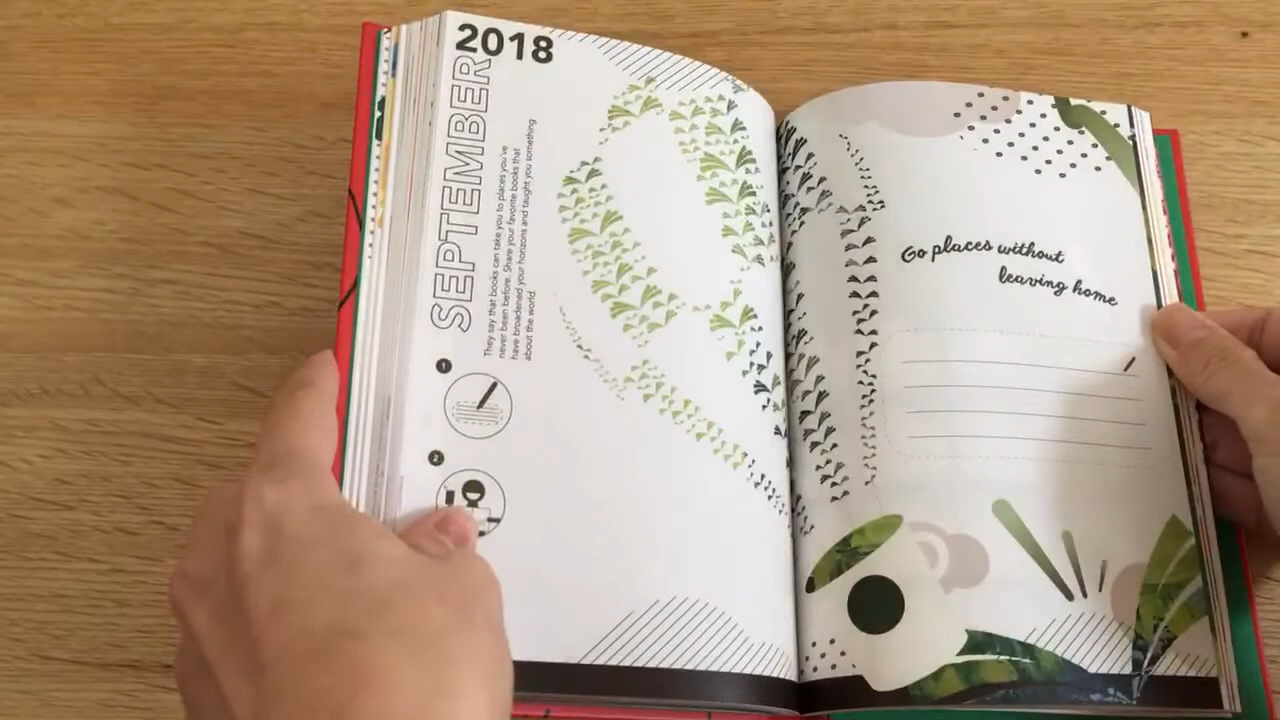 2018
SEPTEMBER
They say that books can take you to places you've
never been before. Share your favorite books that
have broadened your horizons and taught you something
about the world.
1
2
Go places without
leaving home